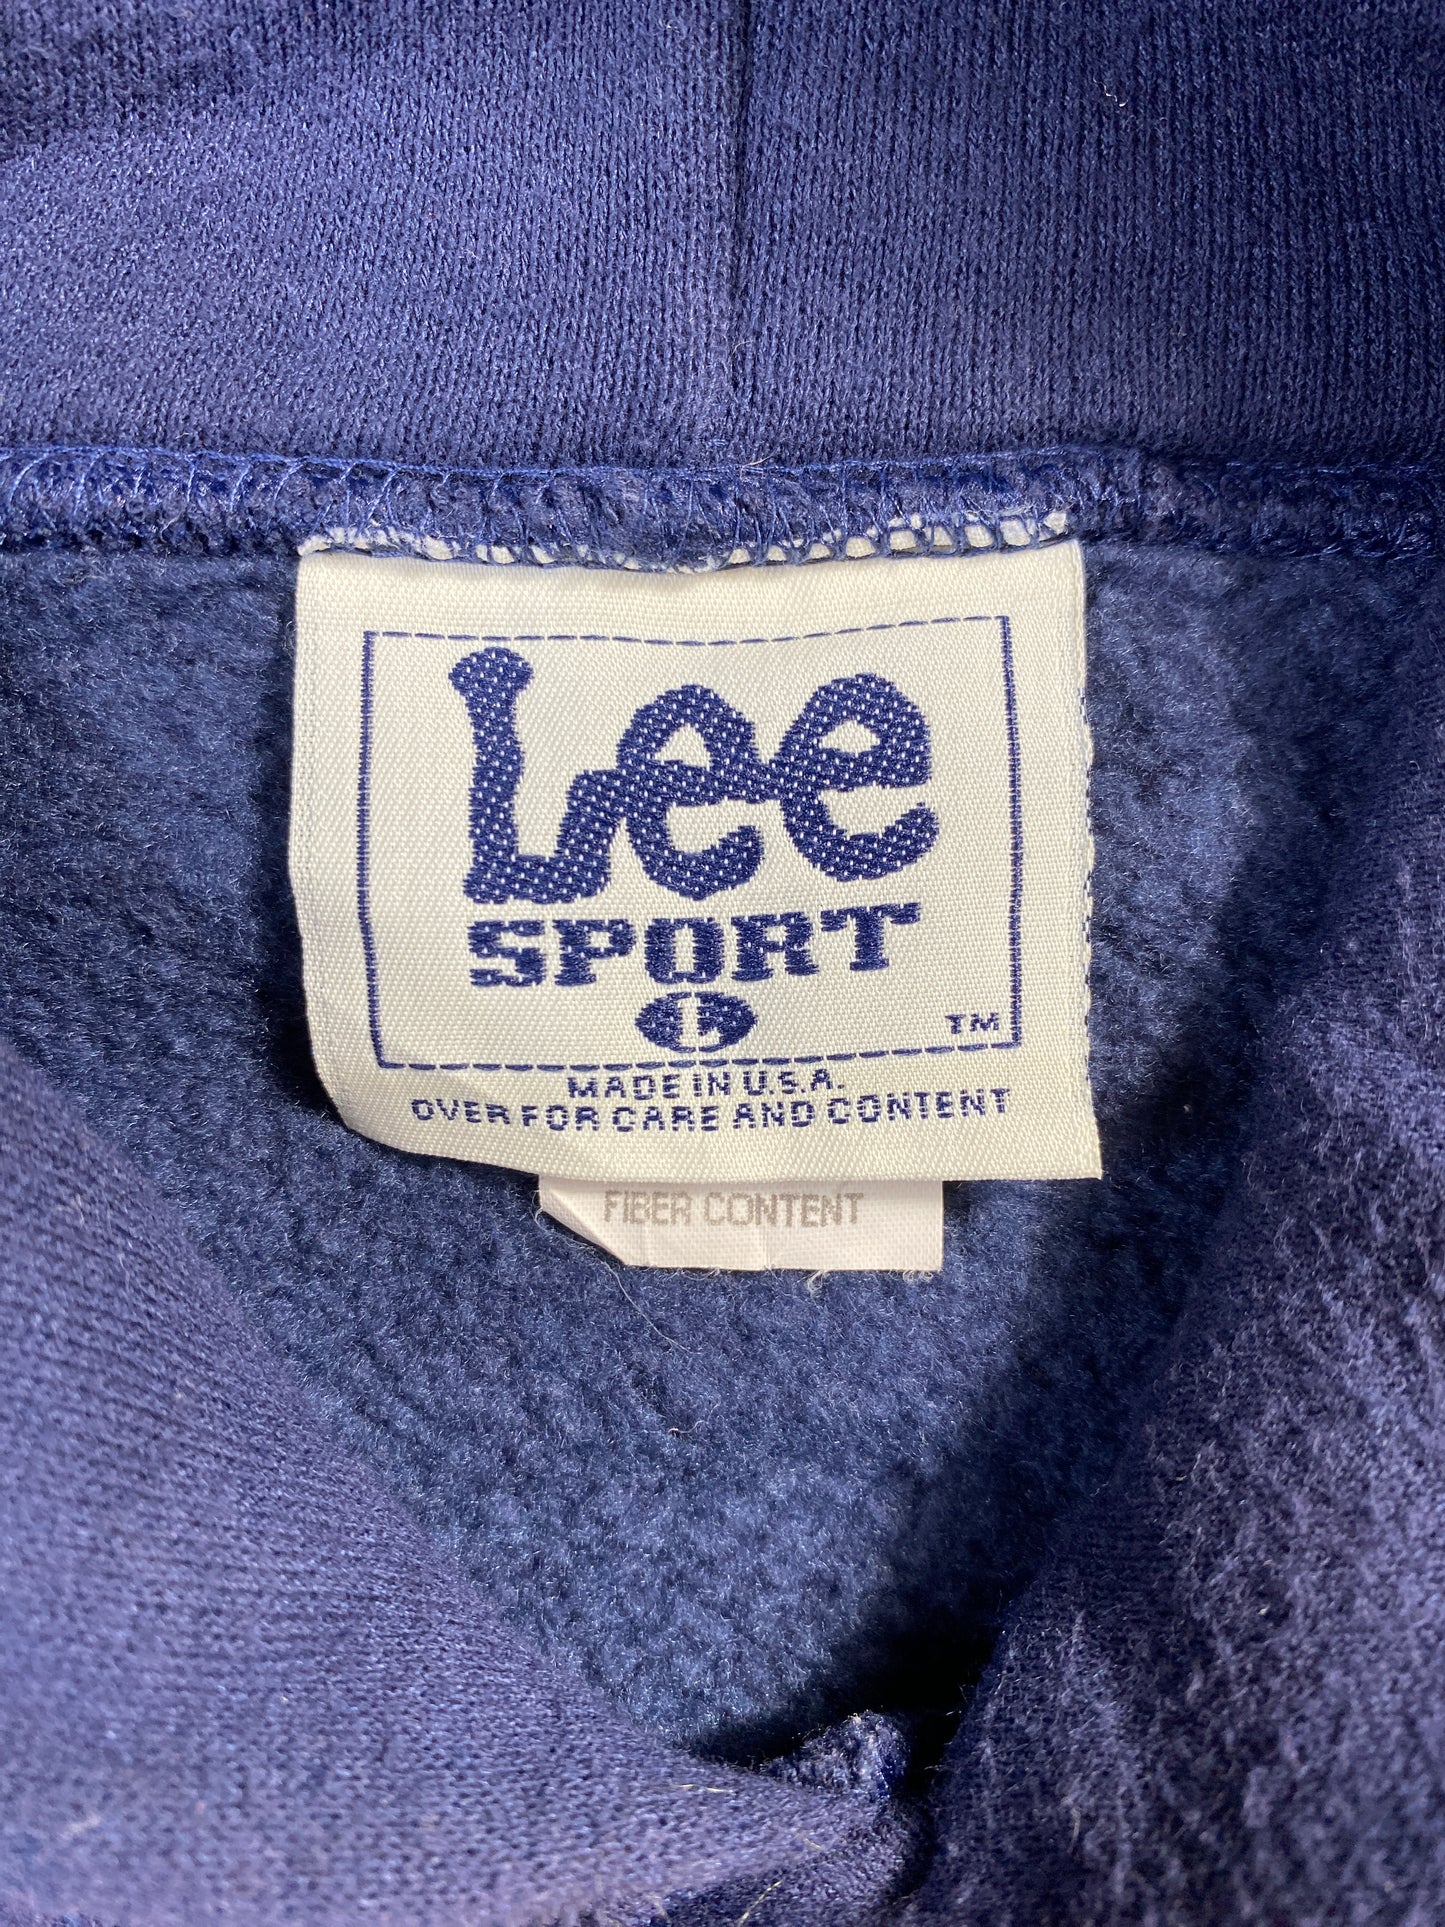 Lee
SPORT
L
TM
MADE IN U.S.A.
OVER FOR CARE AND CONTENT
FIBER CONTENT